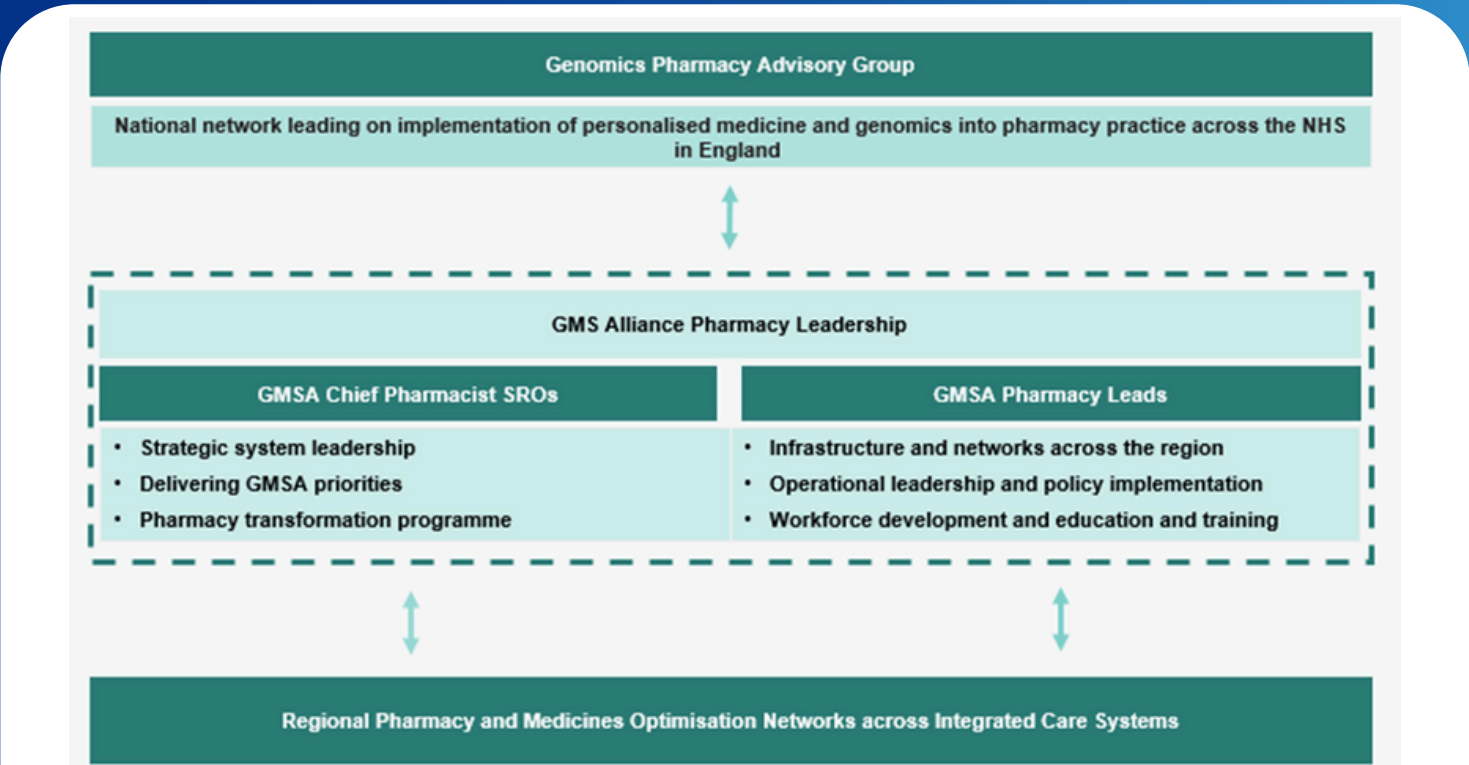 Genomics Pharmacy Advisory Group
National network leading on implementation of personalised medicine and genomics into pharmacy practice across the NHS
in England
GMS Alliance Pharmacy Leadership
GMSA Chief Pharmacist SROs
• Strategic system leadership
• Delivering GMSA priorities
• Pharmacy transformation programme
GMSA Pharmacy Leads
• Infrastructure and networks across the region
• Operational leadership and policy implementation
• Workforce development and education and training
Regional Pharmacy and Medicines Optimisation Networks across Integrated Care Systems